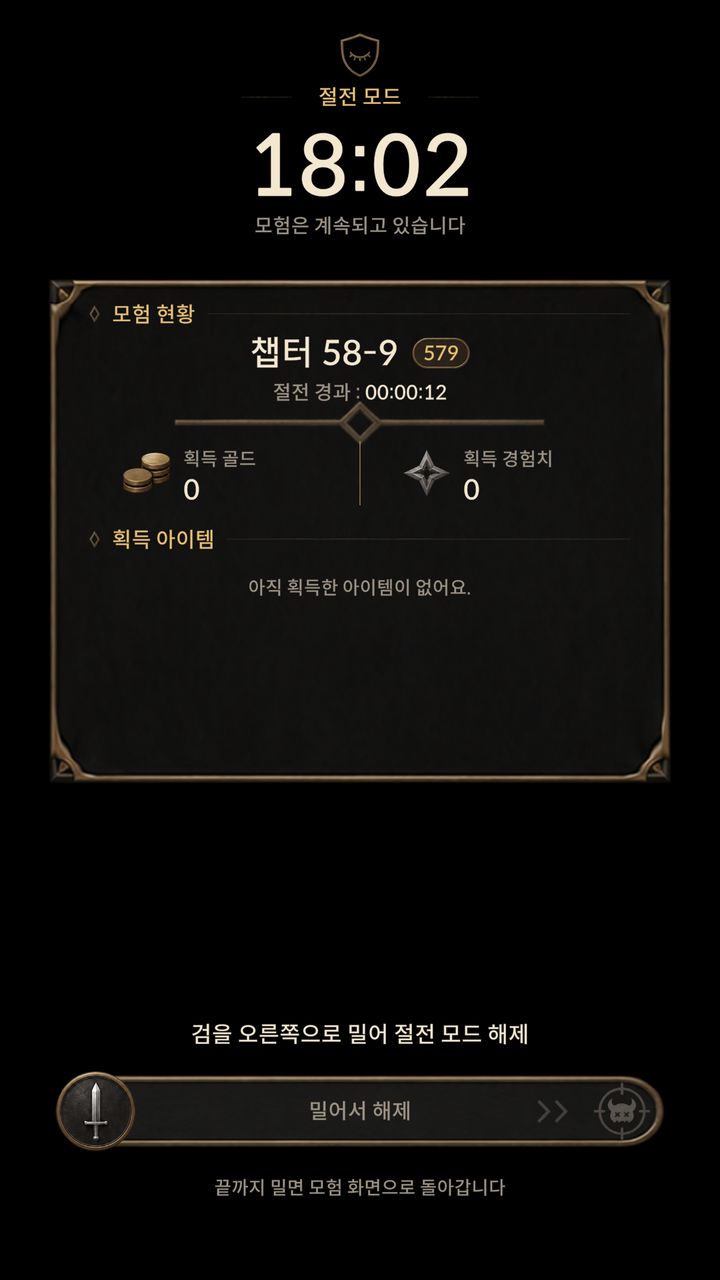 절전 모드
18:02
모험은 계속되고 있습니다
모험 현황
챕터 58-9 579
절전 경과 : 00:00:12
획득 골드
0
획득 경험치
0
획득 아이템
아직 획득한 아이템이 없어요.
검을 오른쪽으로 밀어 절전 모드 해제
밀어서 해제
끝까지 밀면 모험 화면으로 돌아갑니다